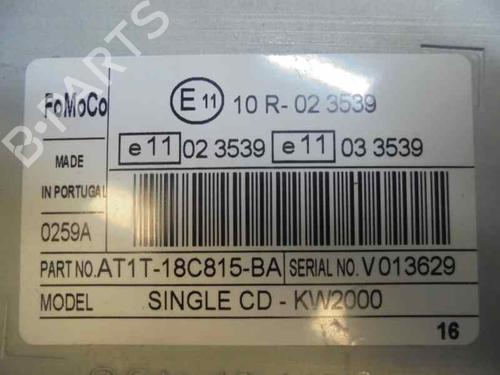 FoMoCo
E 11 10 R- 02 3539
e 11 02 3539 e 11 03 3539
MADE
IN PORTUGAL
0259A
PART NO. AT1T-18C815-BA SERIAL NO. V 013629
MODEL SINGLE CD - KW2000
16
B-PARTS